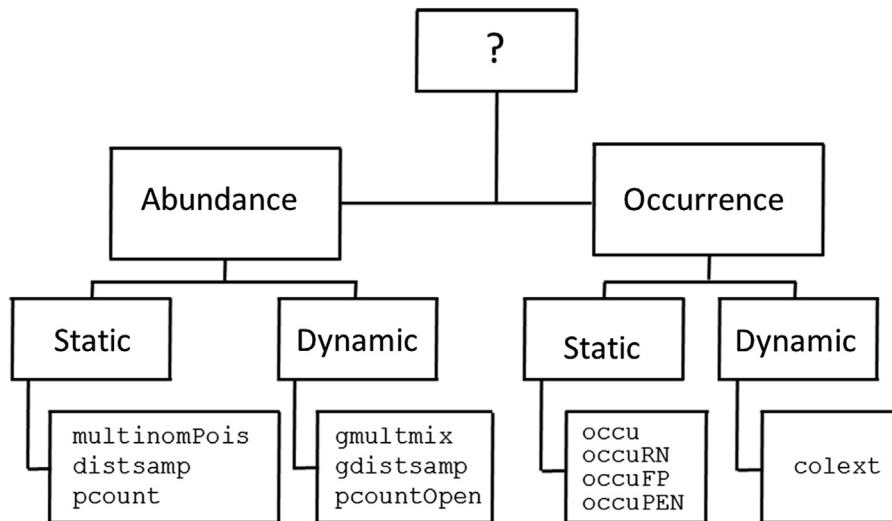 ?
Abundance
Occurrence
Static
Dynamic
Static
Dynamic
multinomPois
distsamp
pcount
gmultmix
gdistsamp
pcountOpen
occu
occuRN
occuFP
occuPEN
colext